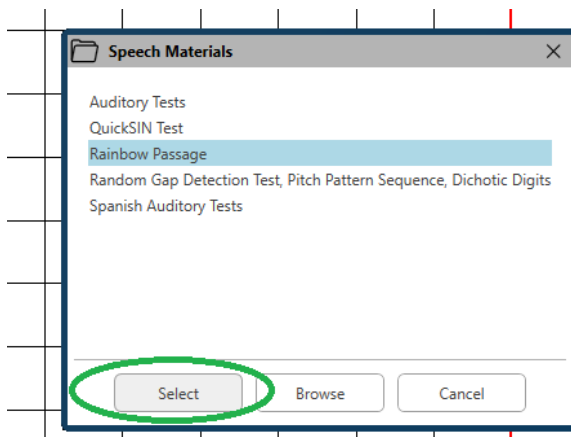 Speech Materials
Auditory Tests
QuickSIN Test
Rainbow Passage
Random Gap Detection Test, Pitch Pattern Sequence, Dichotic Digits
Spanish Auditory Tests
Select Browse Cancel